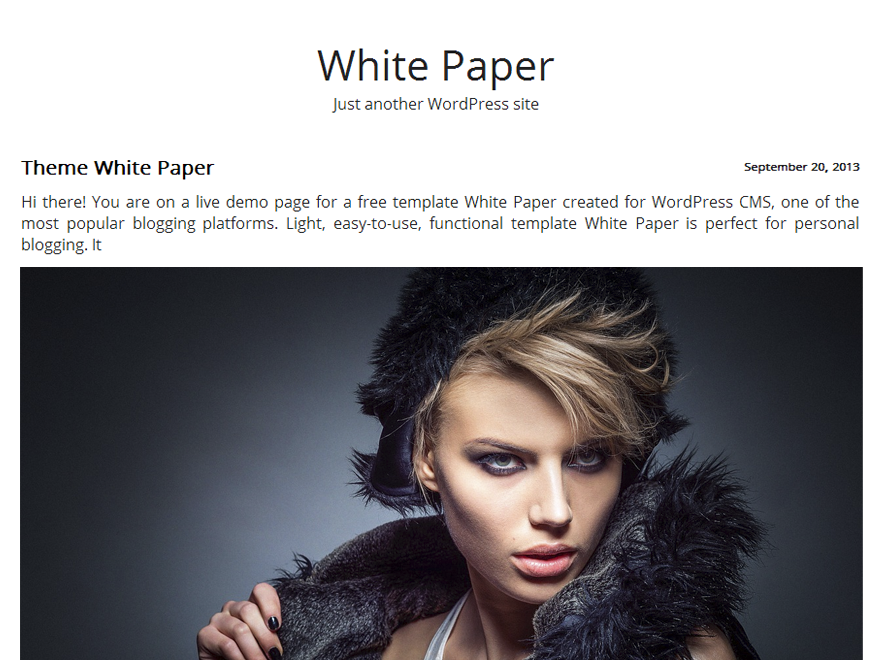 White Paper
Just another WordPress site
Theme White Paper
September 20, 2013
Hi there! You are on a live demo page for a free template White Paper created for WordPress CMS, one of the
most popular blogging platforms. Light, easy-to-use, functional template White Paper is perfect for personal
blogging. It